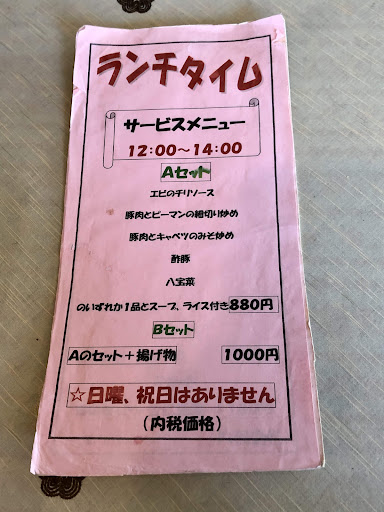 ランチタイム
サービスメニュー
12:00～14:00
Aセット
エビのチリソース
豚肉とピーマンの細切り炒め
豚肉とキャベツのみそ炒め
酢豚
八宝菜
のいずれか1品とスープ、ライス付き880円
Bセット
Aのセット＋揚げ物 1000円
☆日曜、祝日はありません
（内税価格）